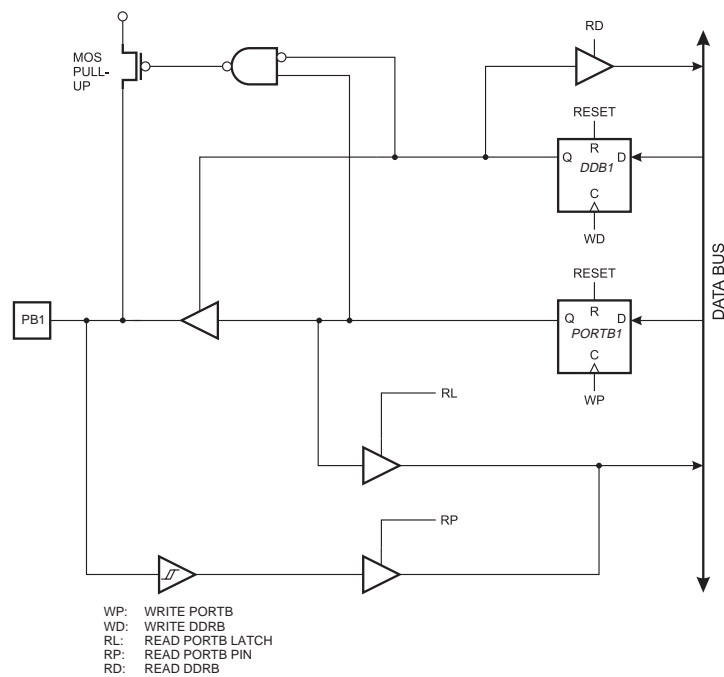 RD
MOS
PULL-
UP
RESET
R
Q
D
DDB1
C
WD
DATA BUS
RESET
R
PB1
Q
D
PORTB1
C
WP
RL
RP
WP: WRITE PORTB
WD: WRITE DDRB
RL: READ PORTB LATCH
RP: READ PORTB PIN
RD: READ DDRB